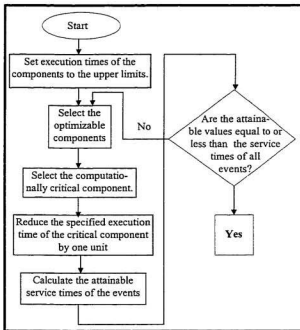 Start
Set execution times of the
components to the upper limits.
Select the
optimizable
components
Select the computatio-
nally critical component.
Reduce the specified execution
time of the critical component
by one unit
Calculate the attainable
service times of the events
No
Are the attaina-
ble values equal to or
less than the service
times of all
events?
Yes